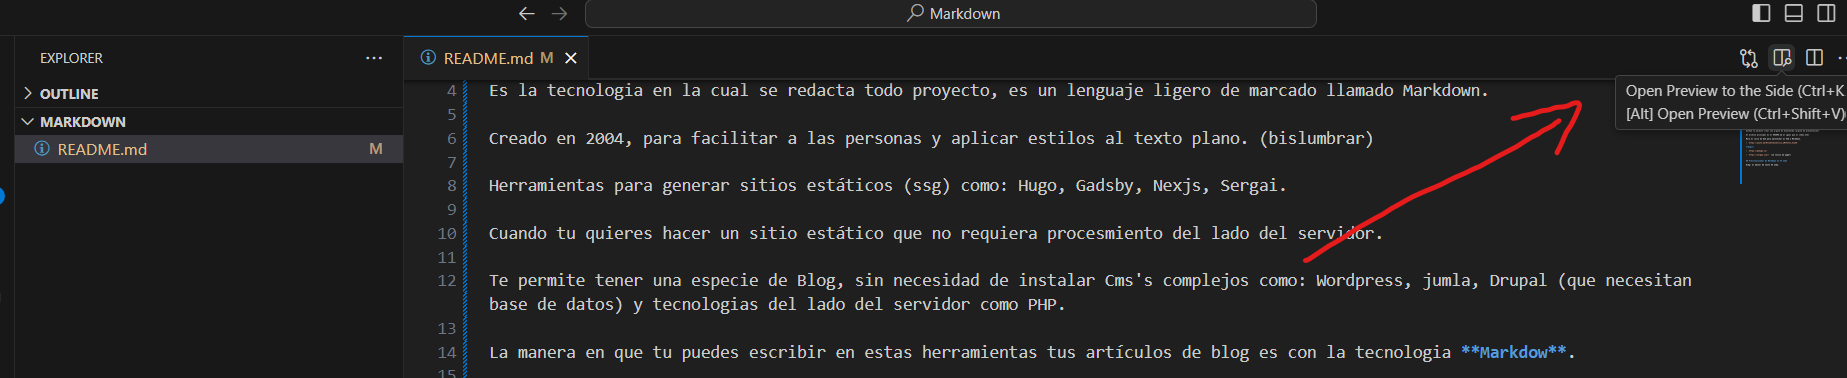 Markdown
EXPLORER
OUTLINE
MARKDOWN
README.md M
README.md M
Open Preview to the Side (Ctrl+K
[Alt] Open Preview (Ctrl+Shift+V)
4 Es la tecnologia en la cual se redacta todo proyecto, es un lenguaje ligero de marcado llamado Markdown.
5
6 Creado en 2004, para facilitar a las personas y aplicar estilos al texto plano. (bislumbrar)
7
8 Herramientas para generar sitios estáticos (ssg) como: Hugo, Gadsby, Nexjs, Sergai.
9
10 Cuando tu quieres hacer un sitio estático que no requiera procesmiento del lado del servidor.
11
12 Te permite tener una especie de Blog, sin necesidad de instalar Cms's complejos como: Wordpress, jumla, Drupal (que necesitan
base de datos) y tecnologias del lado del servidor como PHP.
13
14 La manera en que tu puedes escribir en estas herramientas tus artículos de blog es con la tecnologia **Markdow**.
15